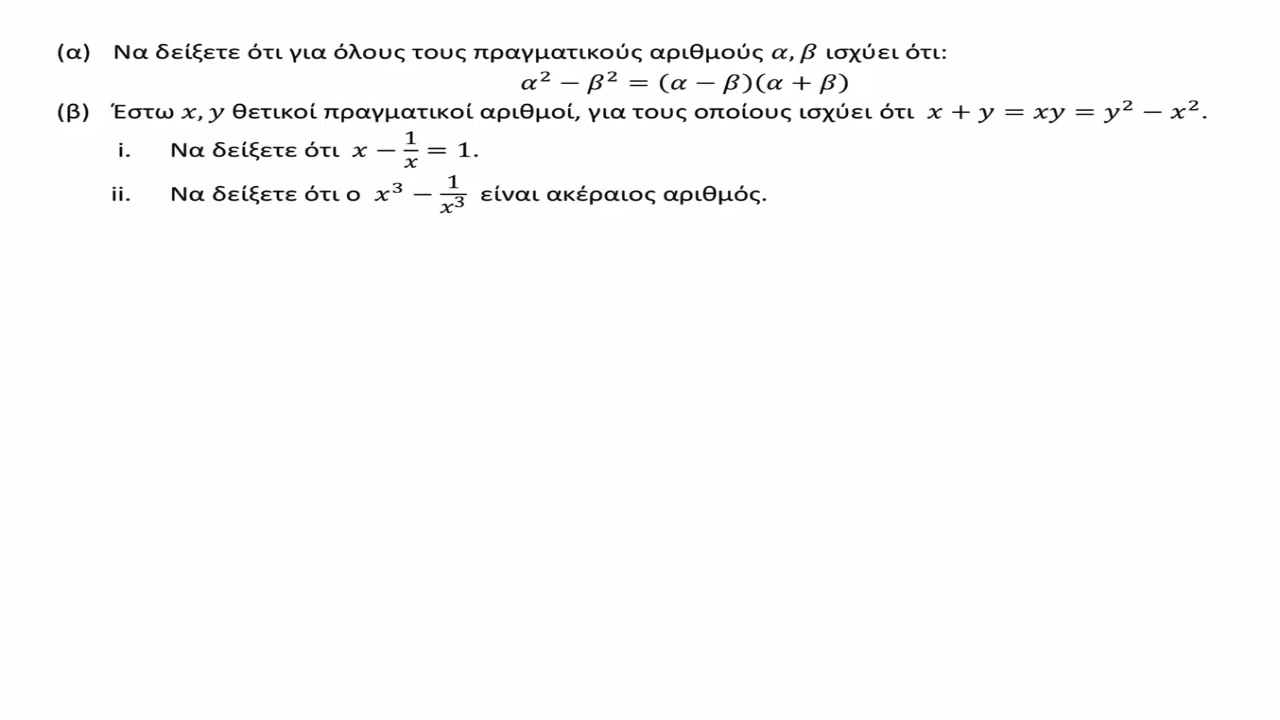 (α) Να δείξετε ότι για όλους τους πραγματικούς αριθμούς α, β ισχύει ότι:
α² − β² = (α − β)(α + β)
(β) Έστω x, y θετικοί πραγματικοί αριθμοί, για τους οποίους ισχύει ότι x + y = xy = y² − x².
i. Να δείξετε ότι x − 1/x = 1.
ii. Να δείξετε ότι ο x³ − 1/x³ είναι ακέραιος αριθμός.